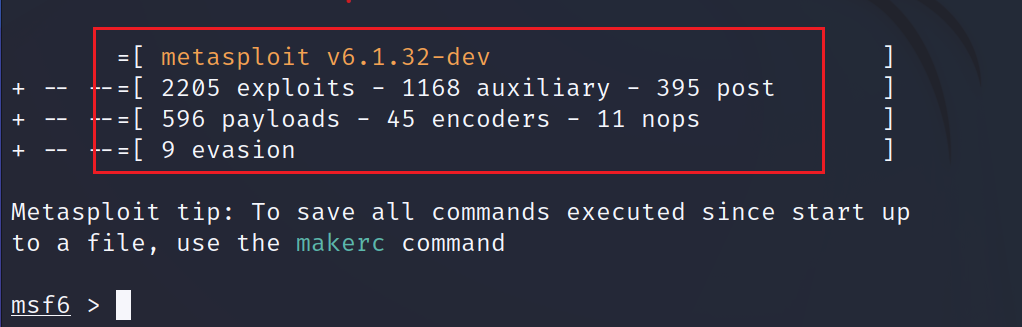 =[ metasploit v6.1.32-dev ]
+ -- --=[ 2205 exploits - 1168 auxiliary - 395 post ]
+ -- --=[ 596 payloads - 45 encoders - 11 nops ]
+ -- --=[ 9 evasion ]
Metasploit tip: To save all commands executed since start up
to a file, use the makerc command
msf6 >